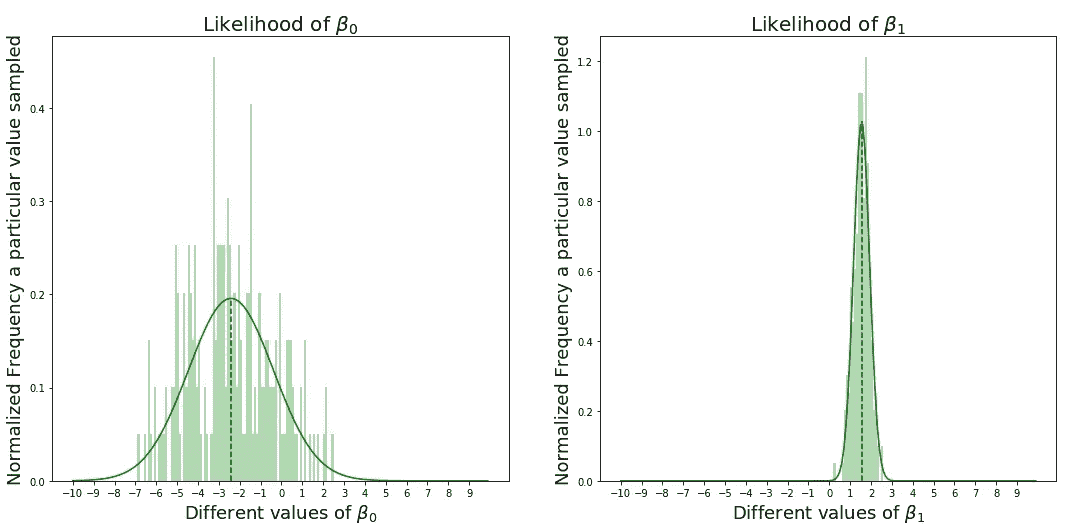 Likelihood of β₀
Normalized Frequency a particular value sampled
0.4
0.3
0.2
0.1
0.0
−10 −9 −8 −7 −6 −5 −4 −3 −2 −1 0 1 2 3 4 5 6 7 8 9
Different values of β₀
Likelihood of β₁
Normalized Frequency a particular value sampled
1.2
1.0
0.8
0.6
0.4
0.2
0.0
−10 −9 −8 −7 −6 −5 −4 −3 −2 −1 0 1 2 3 4 5 6 7 8 9
Different values of β₁